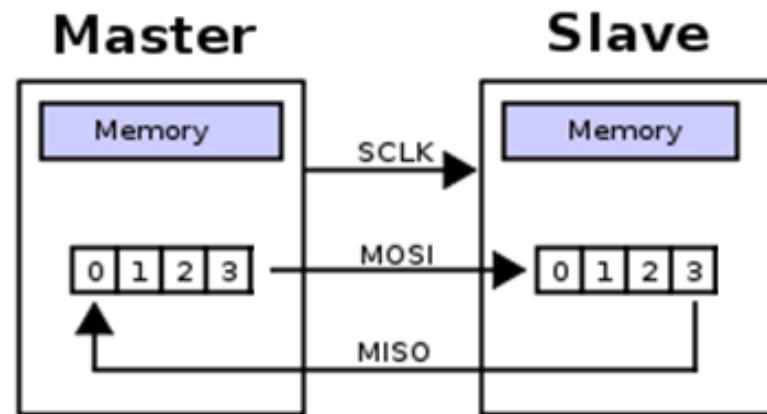 Master Slave
Memory Memory
SCLK
MOSI
0 1 2 3 0 1 2 3
MISO